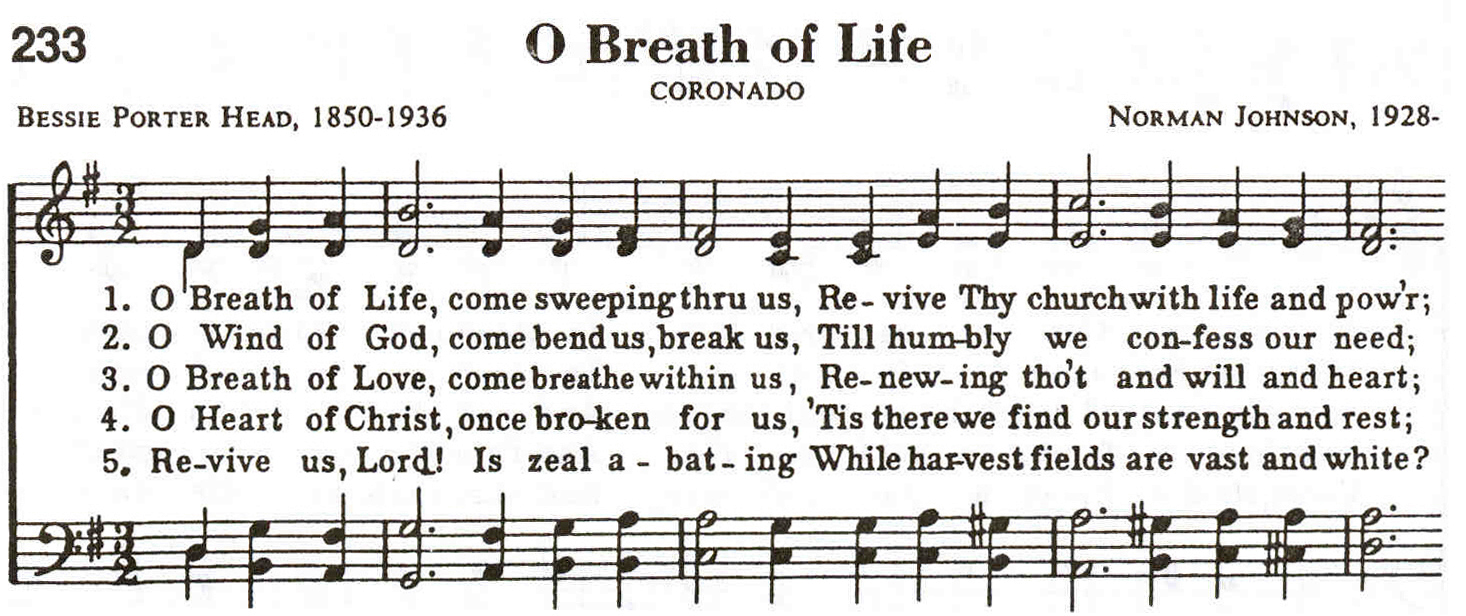 233
O Breath of Life
CORONADO
BESSIE PORTER HEAD, 1850-1936
NORMAN JOHNSON, 1928-
3
2
1. O Breath of Life, come sweeping thru us, Re-vive Thy church with life and pow'r;
2. O Wind of God, come bend us, break us, Till hum-bly we con-fess our need;
3. O Breath of Love, come breathe within us, Re-new-ing tho't and will and heart;
4. O Heart of Christ, once bro-ken for us, 'Tis there we find our strength and rest;
5. Re-vive us, Lord! Is zeal a-bat-ing While har-vest fields are vast and white?
3
2